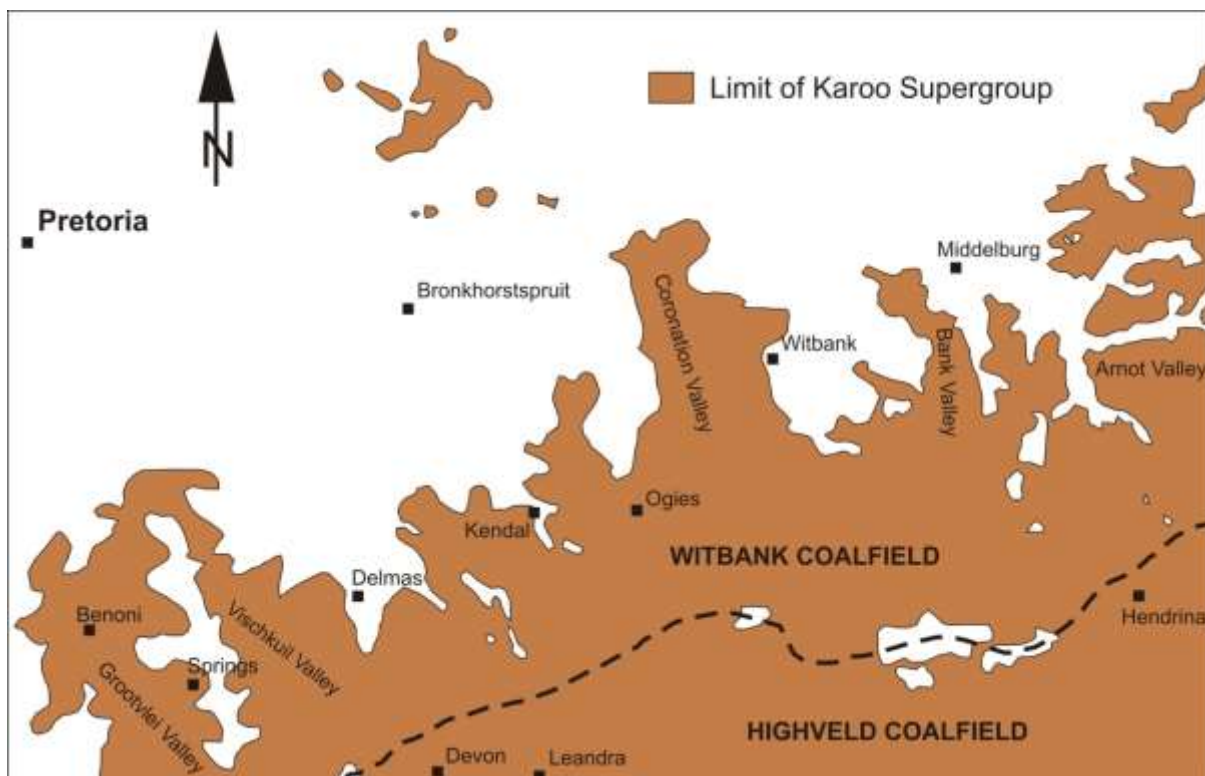 N
Limit of Karoo Supergroup
Pretoria
Middelburg
Bronkhorstspruit
Coronation Valley
Witbank
Bank Valley
Arnot Valley
Ogies
Kendal
WITBANK COALFIELD
Delmas
Benoni
Vischkuil Valley
Hendrina
Springs
Grootvlei Valley
HIGHVELD COALFIELD
Devon
Leandra